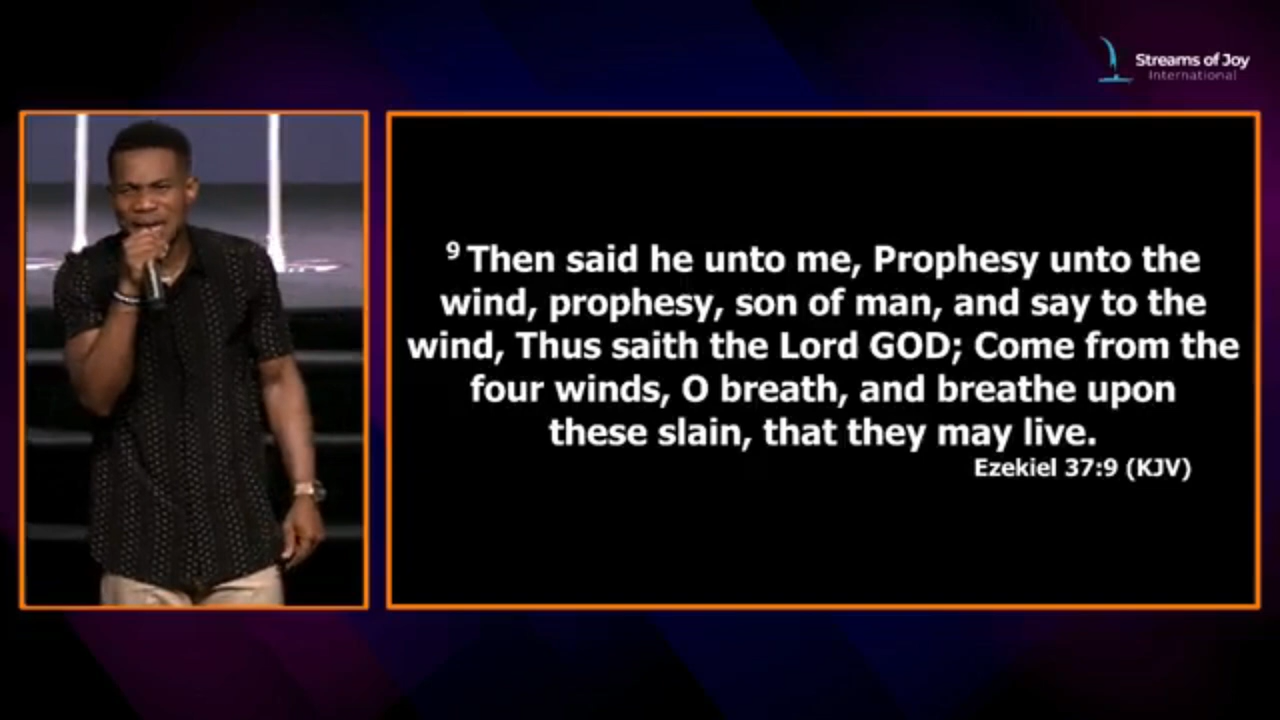 Streams of Joy
International
9 Then said he unto me, Prophesy unto the
wind, prophesy, son of man, and say to the
wind, Thus saith the Lord GOD; Come from the
four winds, O breath, and breathe upon
these slain, that they may live.
Ezekiel 37:9 (KJV)